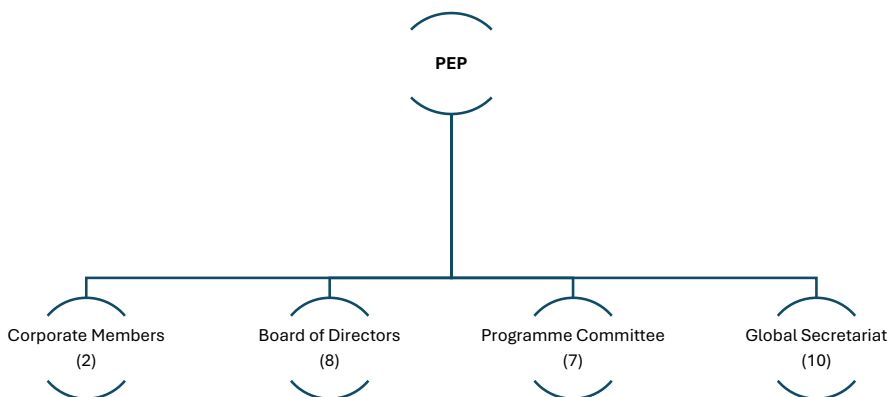 PEP
Corporate Members
(2)
Board of Directors
(8)
Programme Committee
(7)
Global Secretariat
(10)